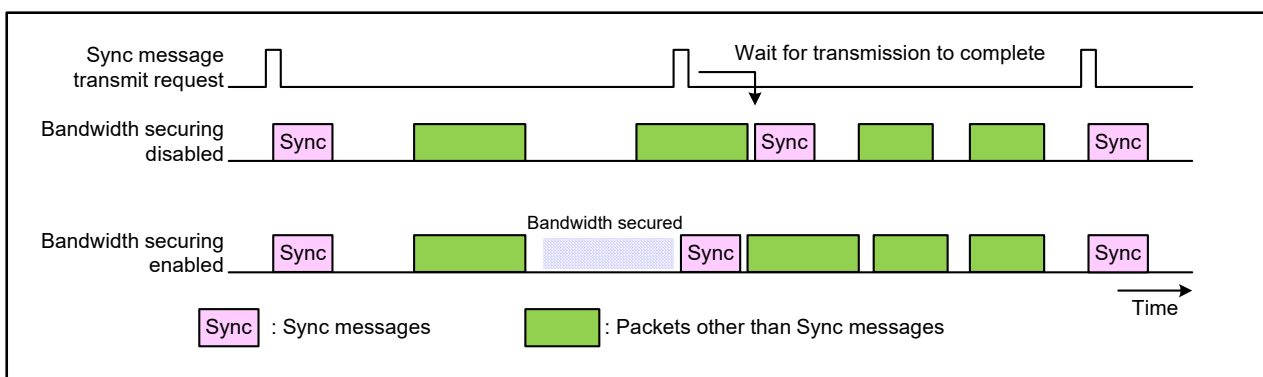 Sync message
transmit request
Wait for transmission to complete
Bandwidth securing
disabled
Sync
Sync
Sync
Bandwidth secured
Bandwidth securing
enabled
Sync
Sync
Sync
Time
Sync : Sync messages
: Packets other than Sync messages